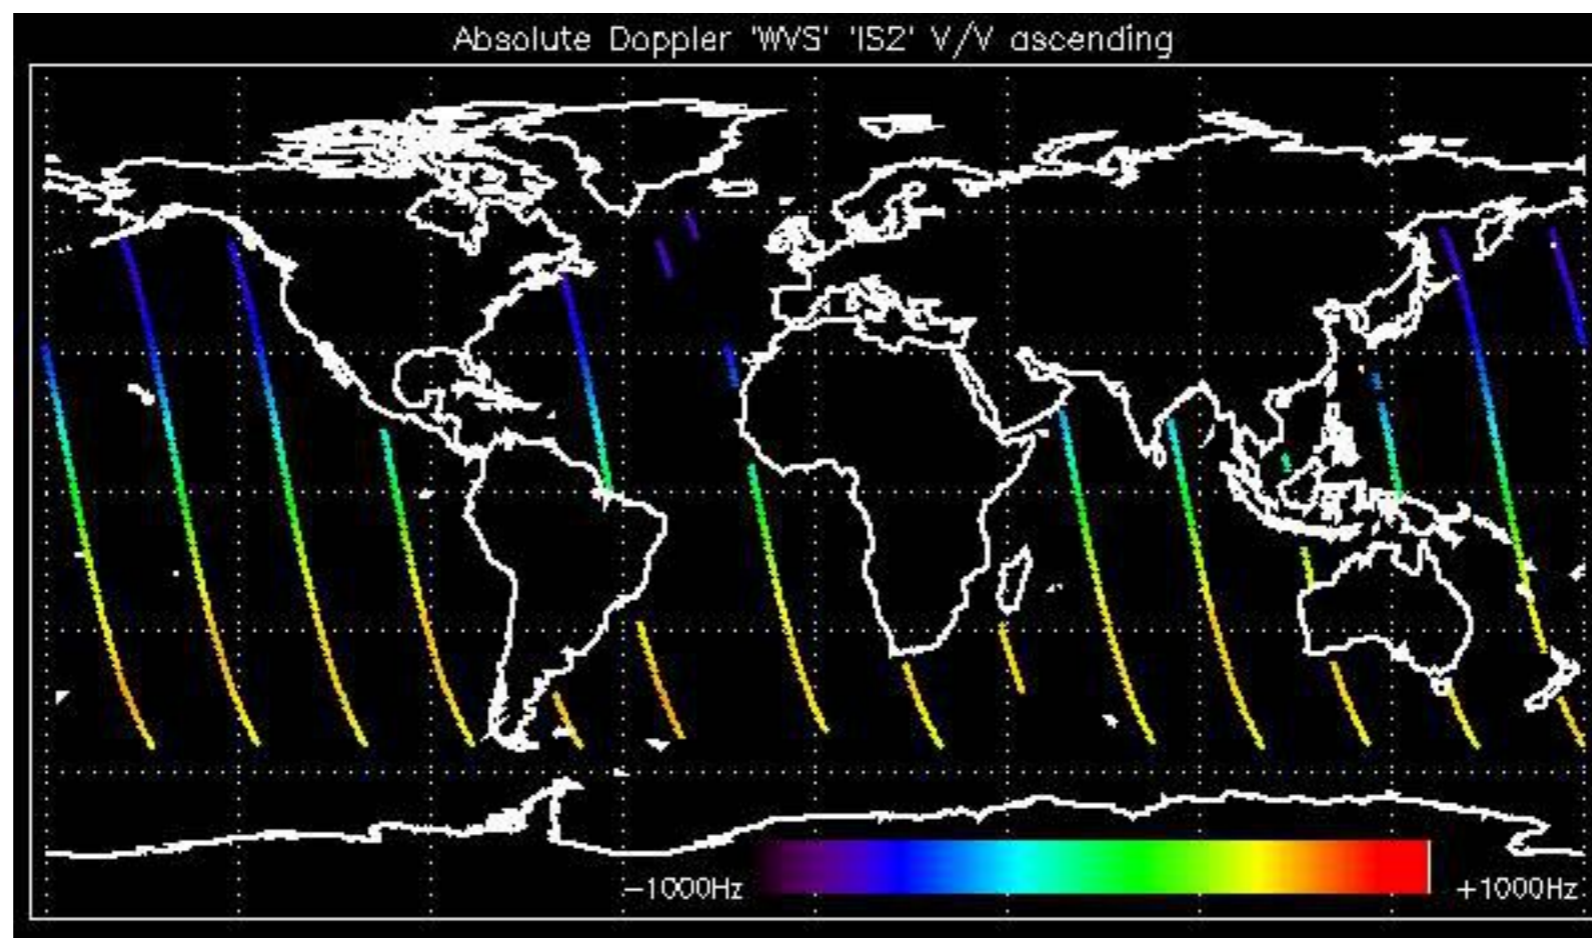 Absolute Doppler 'WVS' 'IS2' V/V ascending
-1000Hz
+1000Hz